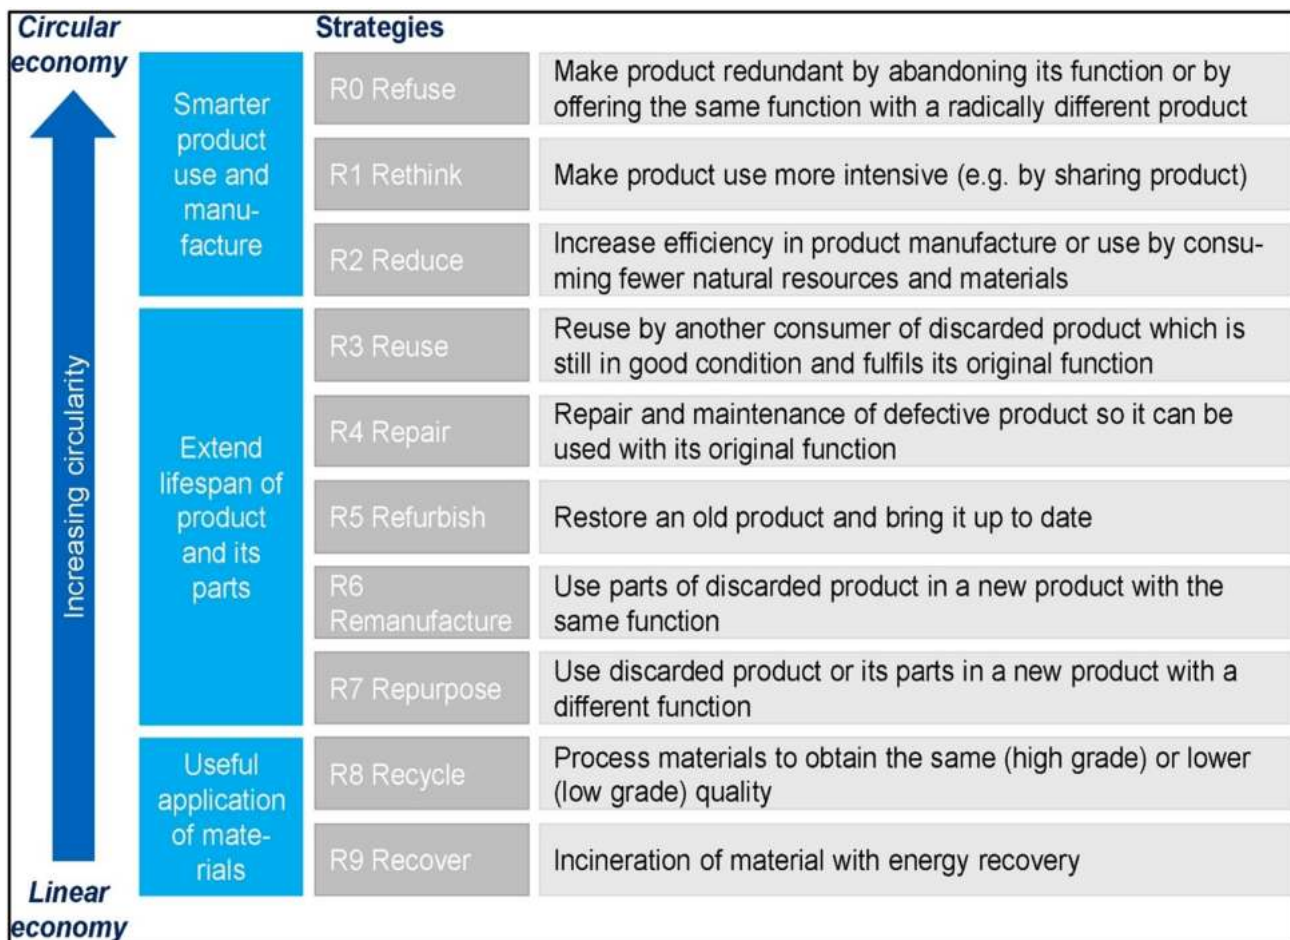 Circular
economy
Strategies
Increasing circularity
Smarter
product
use and
manu-
facture
R0 Refuse
Make product redundant by abandoning its function or by
offering the same function with a radically different product
R1 Rethink
Make product use more intensive (e.g. by sharing product)
R2 Reduce
Increase efficiency in product manufacture or use by consu-
ming fewer natural resources and materials
Extend
lifespan of
product
and its
parts
R3 Reuse
Reuse by another consumer of discarded product which is
still in good condition and fulfils its original function
R4 Repair
Repair and maintenance of defective product so it can be
used with its original function
R5 Refurbish
Restore an old product and bring it up to date
R6
Remanufacture
Use parts of discarded product in a new product with the
same function
R7 Repurpose
Use discarded product or its parts in a new product with a
different function
Useful
application
of mate-
rials
R8 Recycle
Process materials to obtain the same (high grade) or lower
(low grade) quality
R9 Recover
Incineration of material with energy recovery
Linear
economy